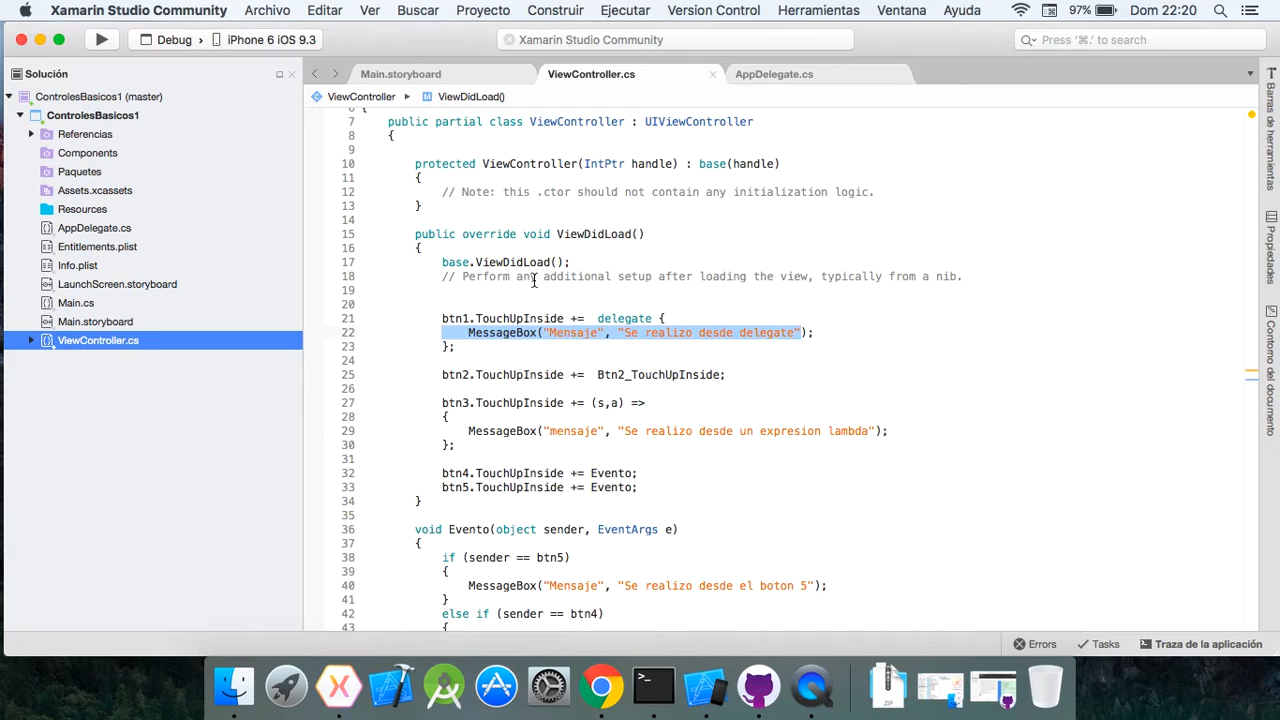 Xamarin Studio Community Archivo Editar Ver Buscar Proyecto Construir Ejecutar Version Control Herramientas Ventana Ayuda 97% Dom 22:20
Debug iPhone 6 iOS 9.3 Xamarin Studio Community Press '⌘.' to search
Solución
ControlesBasicos1 (master)
ControlesBasicos1
Referencias
Components
Paquetes
Assets.xcassets
Resources
AppDelegate.cs
Entitlements.plist
Info.plist
LaunchScreen.storyboard
Main.cs
Main.storyboard
ViewController.cs
Main.storyboard ViewController.cs AppDelegate.cs
ViewController ViewDidLoad()
6 {
7 public partial class ViewController : UIViewController
8 {
9
10 protected ViewController(IntPtr handle) : base(handle)
11 {
12 // Note: this .ctor should not contain any initialization logic.
13 }
14
15 public override void ViewDidLoad()
16 {
17 base.ViewDidLoad();
18 // Perform any additional setup after loading the view, typically from a nib.
19
20
21 btn1.TouchUpInside += delegate {
22 MessageBox("Mensaje", "Se realizo desde delegate");
23 };
24
25 btn2.TouchUpInside += Btn2_TouchUpInside;
26
27 btn3.TouchUpInside += (s,a) =>
28 {
29 MessageBox("mensaje", "Se realizo desde un expresion lambda");
30 };
31
32 btn4.TouchUpInside += Evento;
33 btn5.TouchUpInside += Evento;
34 }
35
36 void Evento(object sender, EventArgs e)
37 {
38 if (sender == btn5)
39 {
40 MessageBox("Mensaje", "Se realizo desde el boton 5");
41 }
42 else if (sender == btn4)
43 {
Barras de herramientas
Propiedades
Contorno del documento
Errors Tasks Traza de la aplicación
ZIP